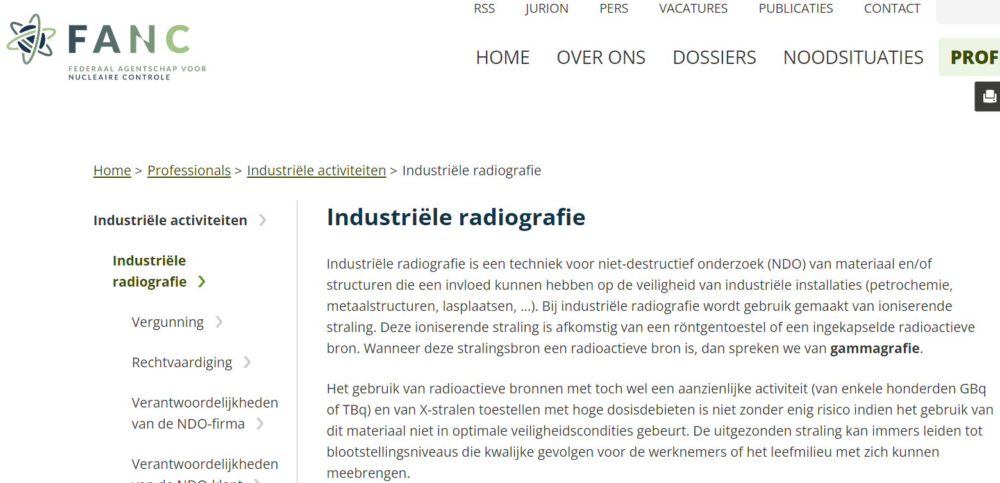 RSS JURION PERS VACATURES PUBLICATIES CONTACT
FANC
FEDERAAL AGENTSCHAP VOOR
NUCLEAIRE CONTROLE
HOME OVER ONS DOSSIERS NOODSITUATIES PROF
Home > Professionals > Industriële activiteiten > Industriële radiografie
Industriële activiteiten
Industriële
radiografie
Vergunning
Rechtvaardiging
Verantwoordelijkheden
van de NDO-firma
Verantwoordelijkheden
van de NDO-klant
Industriële radiografie
Industriële radiografie is een techniek voor niet-destructief onderzoek (NDO) van materiaal en/of
structuren die een invloed kunnen hebben op de veiligheid van industriële installaties (petrochemie,
metaalstructuren, lasplaatsen, ...). Bij industriële radiografie wordt gebruik gemaakt van ioniserende
straling. Deze ioniserende straling is afkomstig van een röntgentoestel of een ingekapselde radioactieve
bron. Wanneer deze stralingsbron een radioactieve bron is, dan spreken we van gammagrafie.
Het gebruik van radioactieve bronnen met toch wel een aanzienlijke activiteit (van enkele honderden GBq
of TBq) en van X-stralen toestellen met hoge dosisdebieten is niet zonder enig risico indien het gebruik van
dit materiaal niet in optimale veiligheidscondities gebeurt. De uitgezonden straling kan immers leiden tot
blootstellingsniveaus die kwalijke gevolgen voor de werknemers of het leefmilieu met zich kunnen
meebrengen.